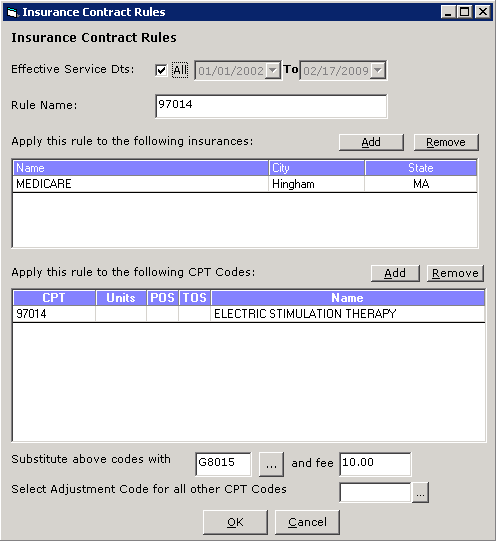 Insurance Contract Rules
Insurance Contract Rules
Effective Service Dts: All 01/01/2002 To 02/17/2009
Rule Name: 97014
Apply this rule to the following insurances: Add Remove
Name City State
MEDICARE Hingham MA
Apply this rule to the following CPT Codes: Add Remove
CPT Units POS TOS Name
97014 ELECTRIC STIMULATION THERAPY
Substitute above codes with G8015 ... and fee 10.00
Select Adjustment Code for all other CPT Codes ...
OK Cancel